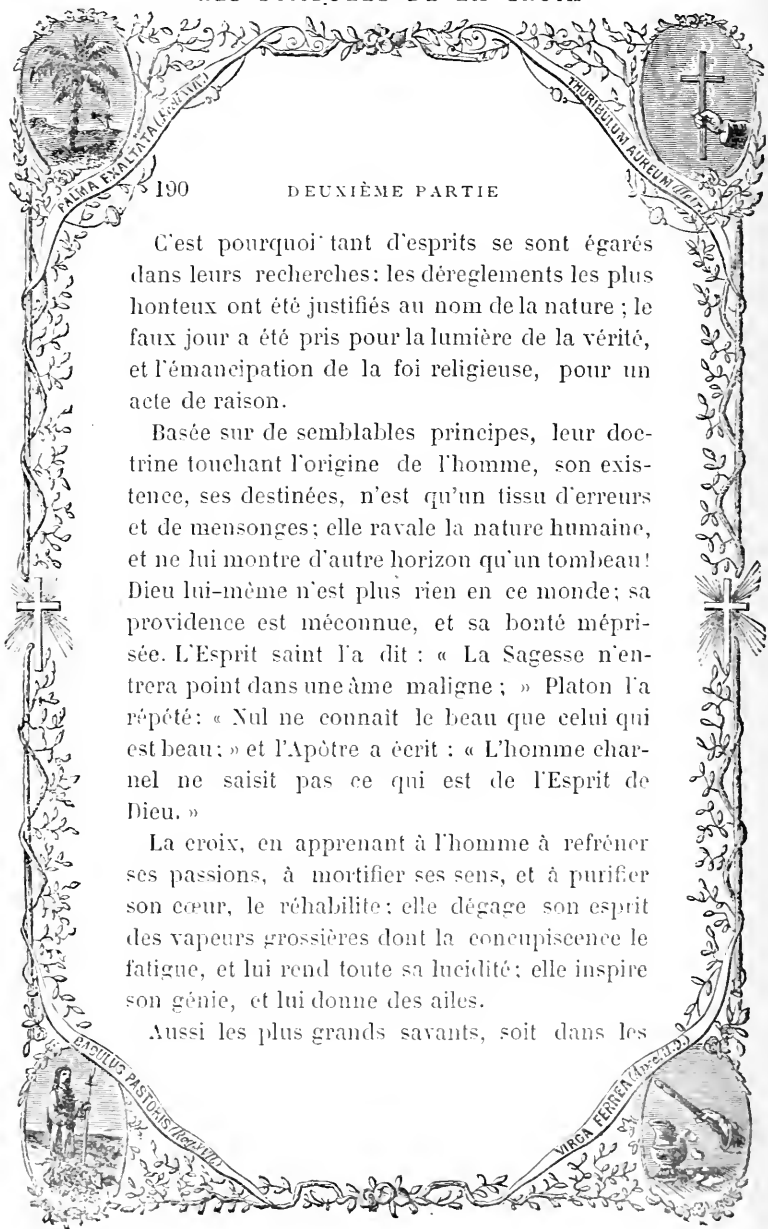 PALMA EXALTATA
THURIBULUM AUREUM
190 DEUXIÈME PARTIE
C'est pourquoi tant d'esprits se sont égarés
dans leurs recherches: les déreglements les plus
honteux ont été justifiés au nom de la nature ; le
faux jour a été pris pour la lumière de la vérité,
et l'émancipation de la foi religieuse, pour un
acte de raison.
Basée sur de semblables principes, leur doc-
trine touchant l'origine de l'homme, son exis-
tence, ses destinées, n'est qu'un tissu d'erreurs
et de mensonges; elle ravale la nature humaine,
et ne lui montre d'autre horizon qu'un tombeau!
Dieu lui-même n'est plus rien en ce monde; sa
providence est méconnue, et sa bonté mépri-
sée. L'Esprit saint l'a dit : « La Sagesse n'en-
trera point dans une âme maligne ; » Platon l'a
répété: « Nul ne connaît le beau que celui qui
est beau; » et l'Apôtre a écrit : « L'homme char-
nel ne saisit pas ce qui est de l'Esprit de
Dieu. »
La croix, en apprenant à l'homme à refréner
ses passions, à mortifier ses sens, et à purifier
son cœur, le réhabilite; elle dégage son esprit
des vapeurs grossières dont la concupiscence le
fatigue, et lui rend toute sa lucidité; elle inspire
son génie, et lui donne des ailes.
Aussi les plus grands savants, soit dans les
BACULUS PASTORIS
VIRGA FERREA